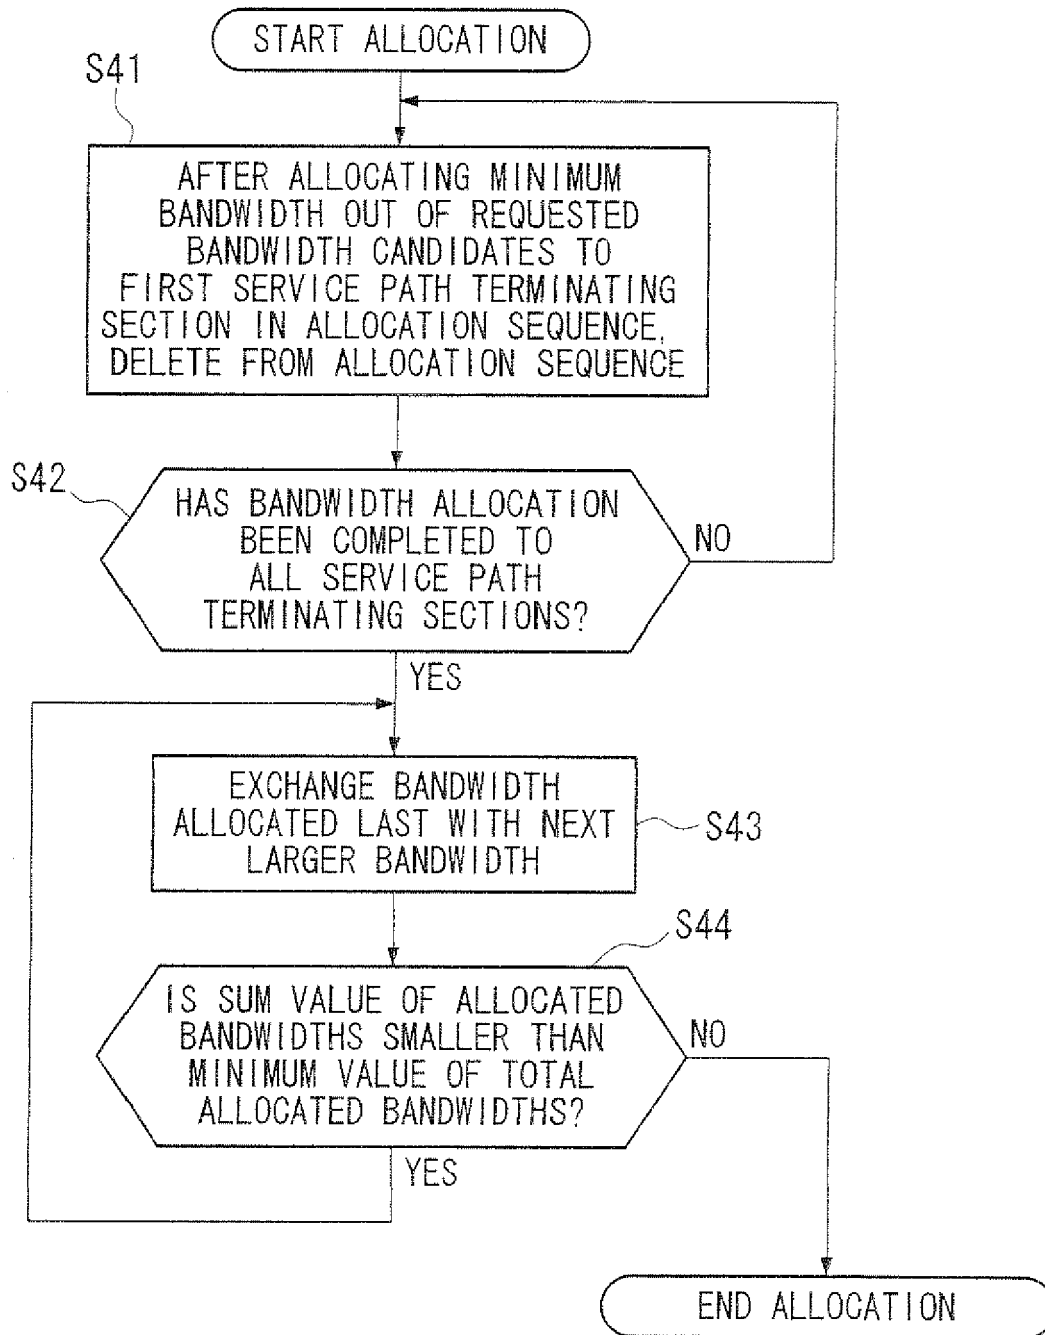 START ALLOCATION
S41
AFTER ALLOCATING MINIMUM
BANDWIDTH OUT OF REQUESTED
BANDWIDTH CANDIDATES TO
FIRST SERVICE PATH TERMINATING
SECTION IN ALLOCATION SEQUENCE,
DELETE FROM ALLOCATION SEQUENCE
S42
HAS BANDWIDTH ALLOCATION
BEEN COMPLETED TO
ALL SERVICE PATH
TERMINATING SECTIONS?
NO
YES
EXCHANGE BANDWIDTH
ALLOCATED LAST WITH NEXT
LARGER BANDWIDTH
S43
S44
IS SUM VALUE OF ALLOCATED
BANDWIDTHS SMALLER THAN
MINIMUM VALUE OF TOTAL
ALLOCATED BANDWIDTHS?
NO
YES
END ALLOCATION